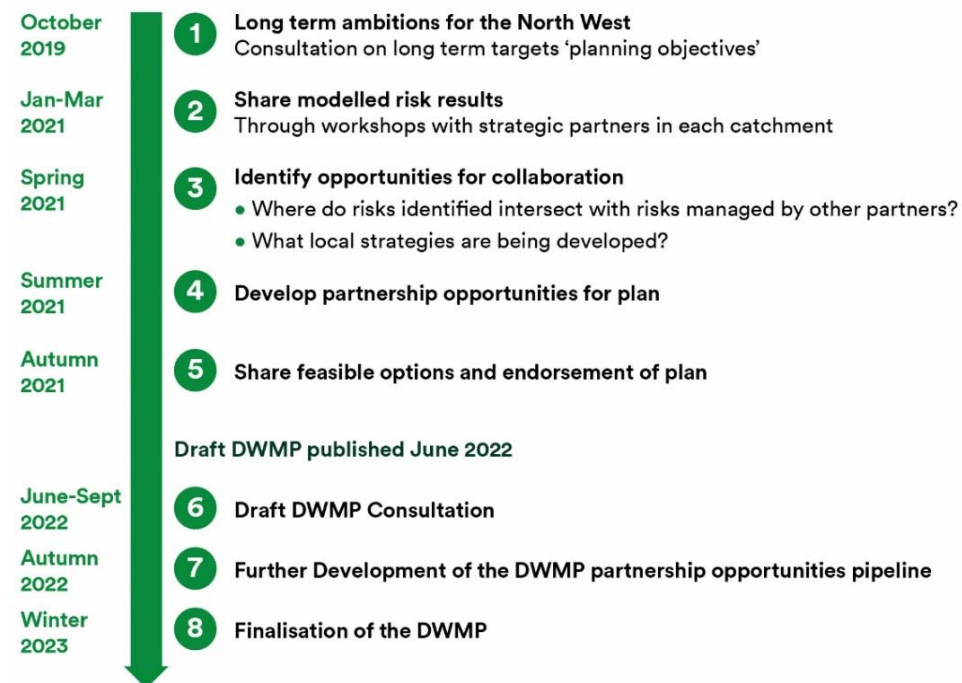 October
2019
1
Long term ambitions for the North West
Consultation on long term targets ‘planning objectives’
Jan-Mar
2021
2
Share modelled risk results
Through workshops with strategic partners in each catchment
Spring
2021
3
Identify opportunities for collaboration
• Where do risks identified intersect with risks managed by other partners?
• What local strategies are being developed?
Summer
2021
4
Develop partnership opportunities for plan
Autumn
2021
5
Share feasible options and endorsement of plan
Draft DWMP published June 2022
June-Sept
2022
6
Draft DWMP Consultation
Autumn
2022
7
Further Development of the DWMP partnership opportunities pipeline
Winter
2023
8
Finalisation of the DWMP